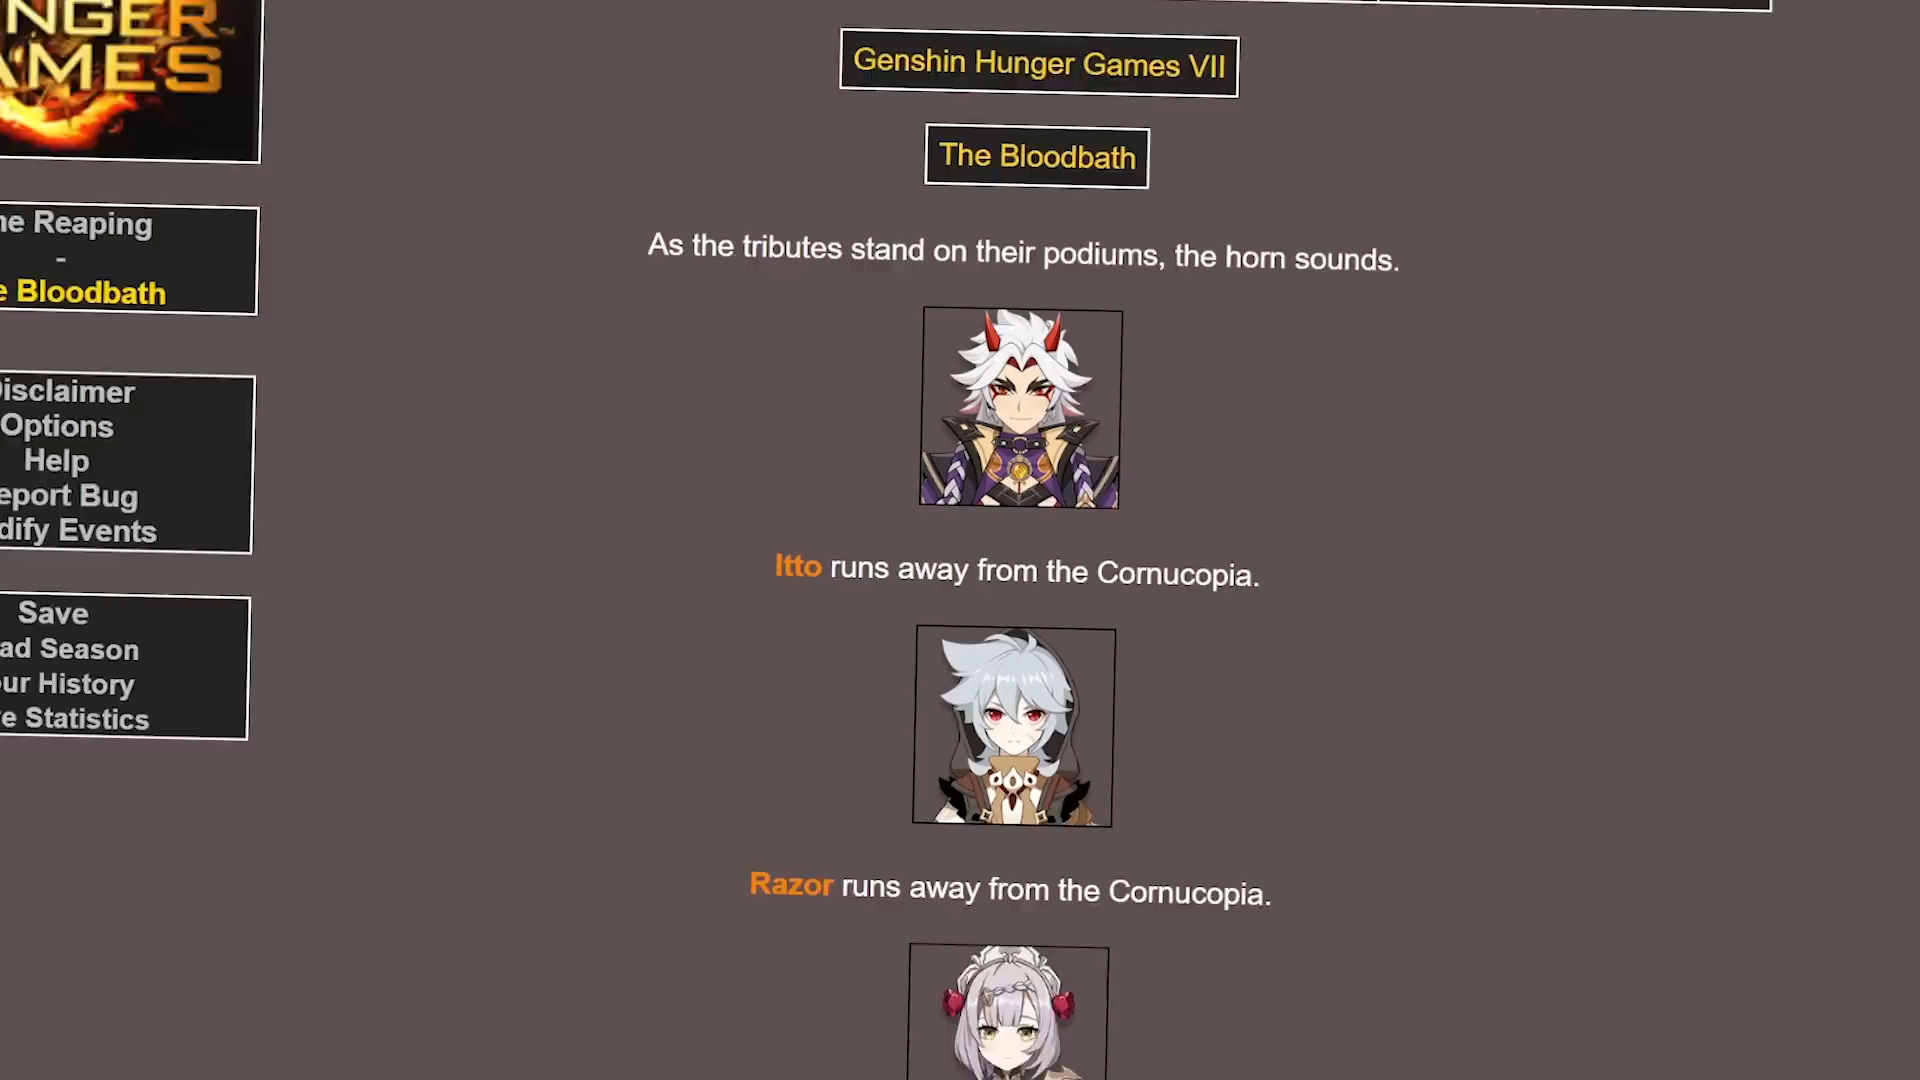 NGER
AMES
Genshin Hunger Games VII
The Bloodbath
he Reaping
-
e Bloodbath
As the tributes stand on their podiums, the horn sounds.
isclaimer
Options
Help
eport Bug
dify Events
Itto runs away from the Cornucopia.
Save
ad Season
ur History
e Statistics
Razor runs away from the Cornucopia.